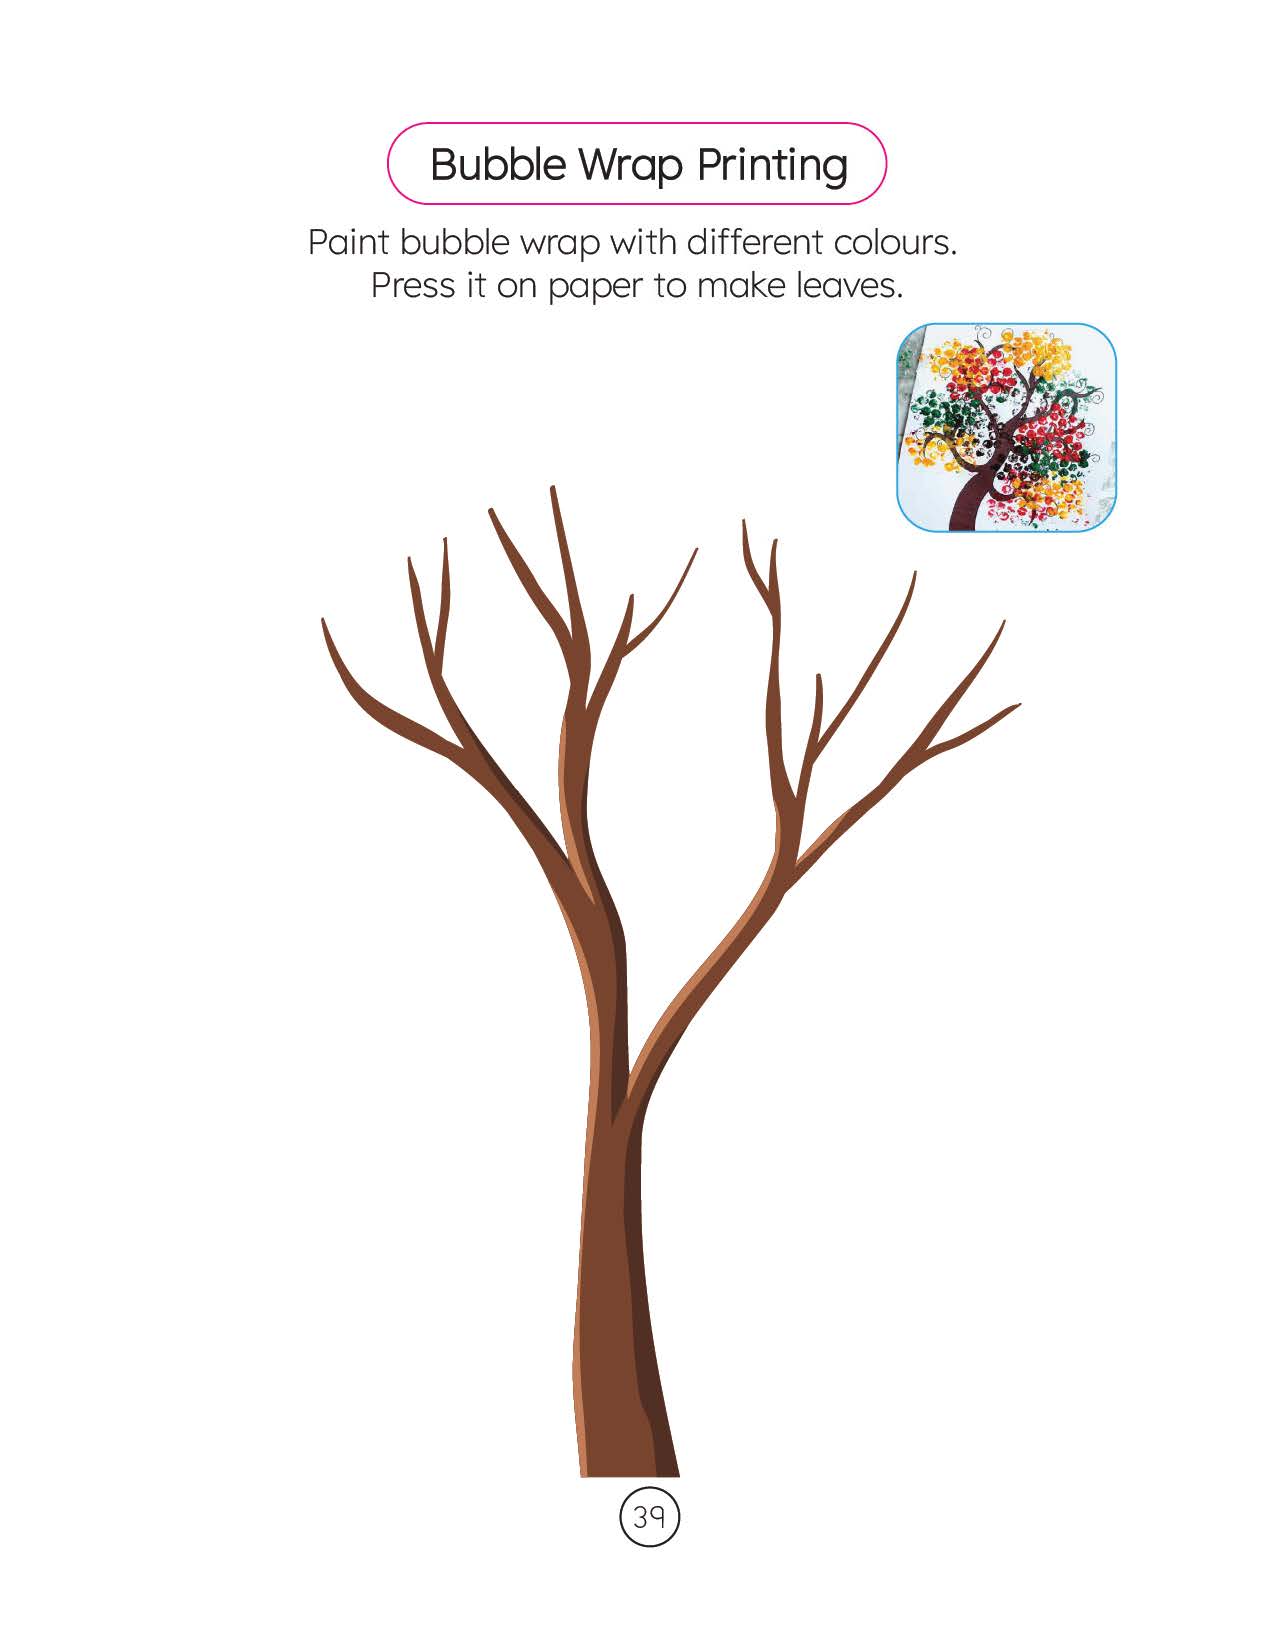 Bubble Wrap Printing
Paint bubble wrap with different colours.
Press it on paper to make leaves.
39